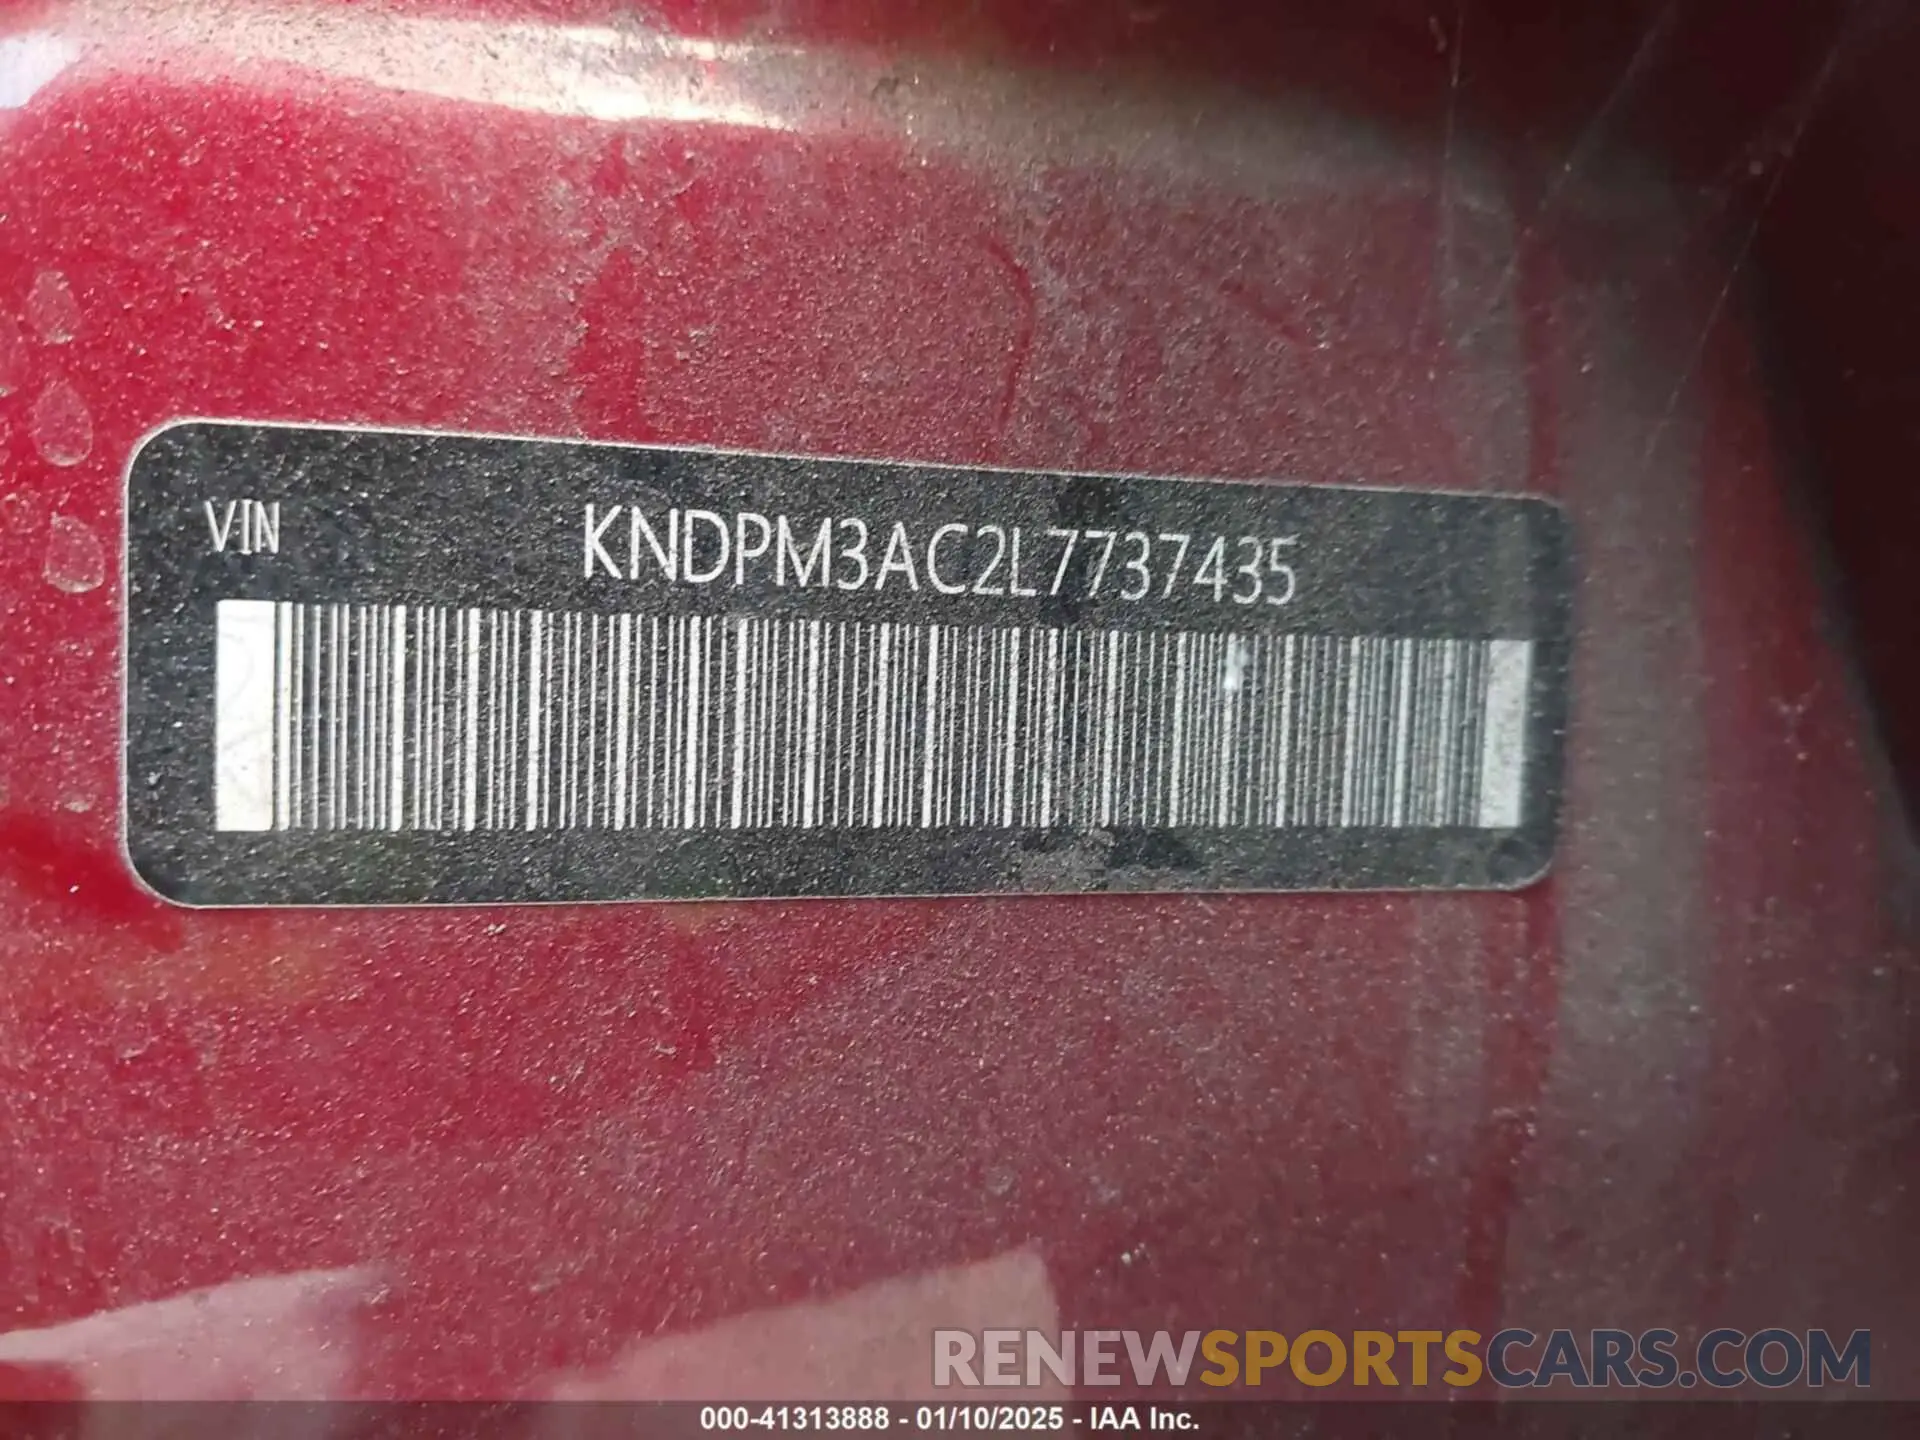 VIN KNDPM3AC2L7737435
RENEWSPORTSCARS.COM
000-41313888 - 01/10/2025 - IAA Inc.